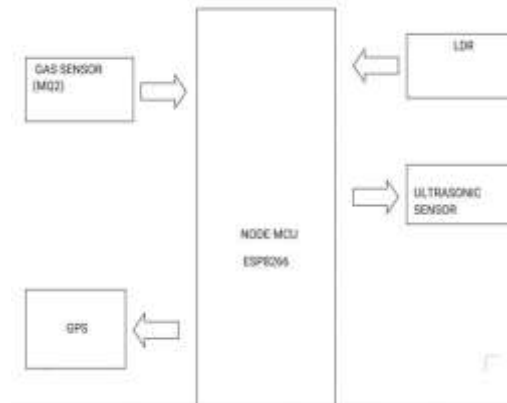 GAS SENSOR
(MQ2)
LDR
ULTRASONIC
SENSOR
NODE MCU
ESP8266
GPS